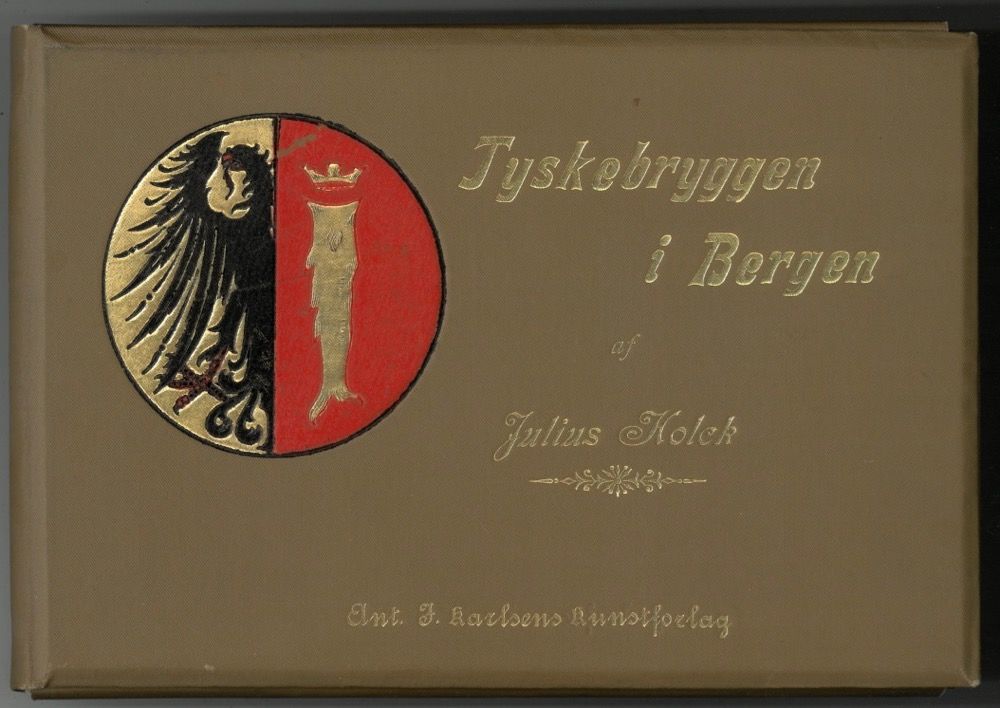 Tyskebryggen
i Bergen
af
Julius Holck
Ant. J. Karlsens Kunstforlag